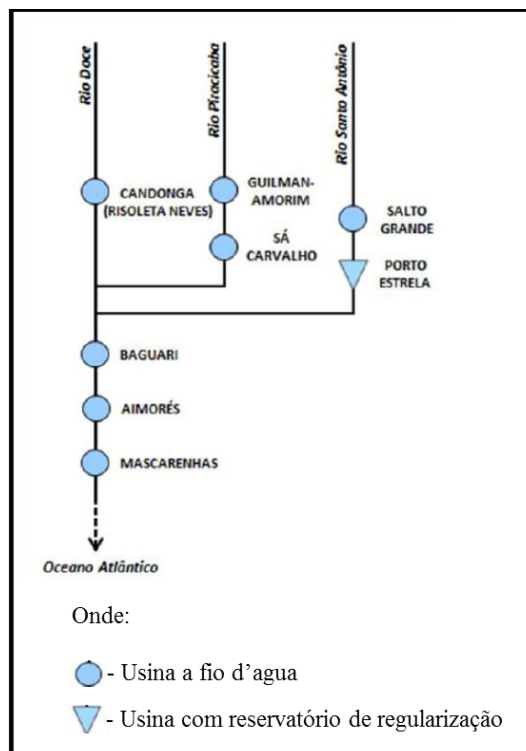 Rio Doce
Rio Piracicaba
Rio Santo Antônio
CANDONGA
(RISOLETA NEVES)
GUILMAN-
AMORIM
SÁ
CARVALHO
SALTO
GRANDE
PORTO
ESTRELA
BAGUARI
AIMORÉS
MASCARENHAS
Oceano Atlântico
Onde:
- Usina a fio d’agua
- Usina com reservatório de regularização